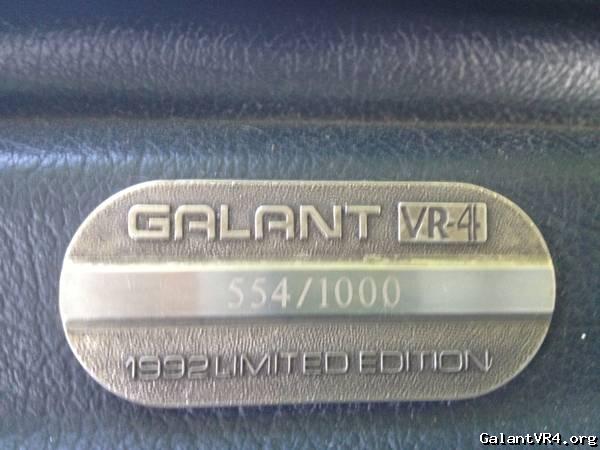 GALANT VR-4
554/1000
1992 LIMITED EDITION
GalantVR4.org